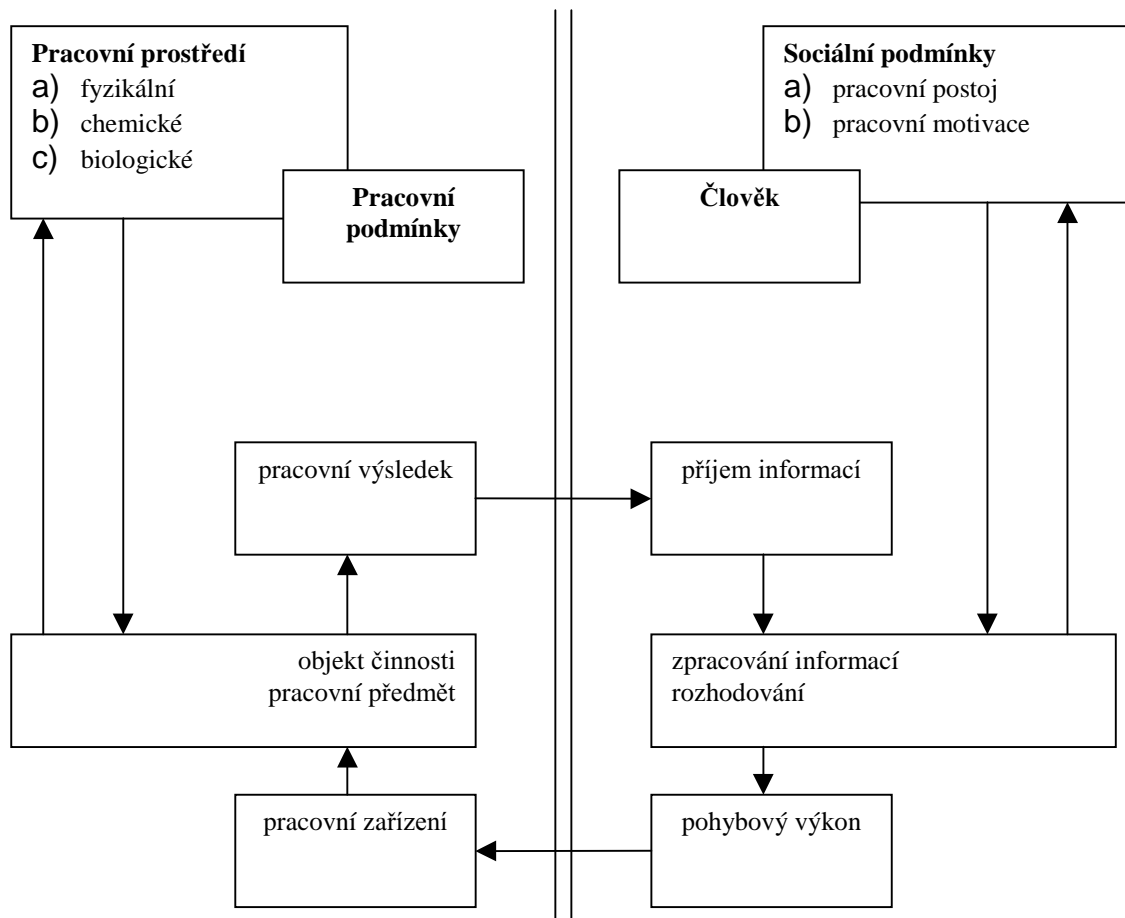 Pracovní prostředí
a) fyzikální
b) chemické
c) biologické
Pracovní
podmínky
Sociální podmínky
a) pracovní postoj
b) pracovní motivace
Člověk
pracovní výsledek
příjem informací
objekt činnosti
pracovní předmět
zpracování informací
rozhodování
pracovní zařízení
pohybový výkon